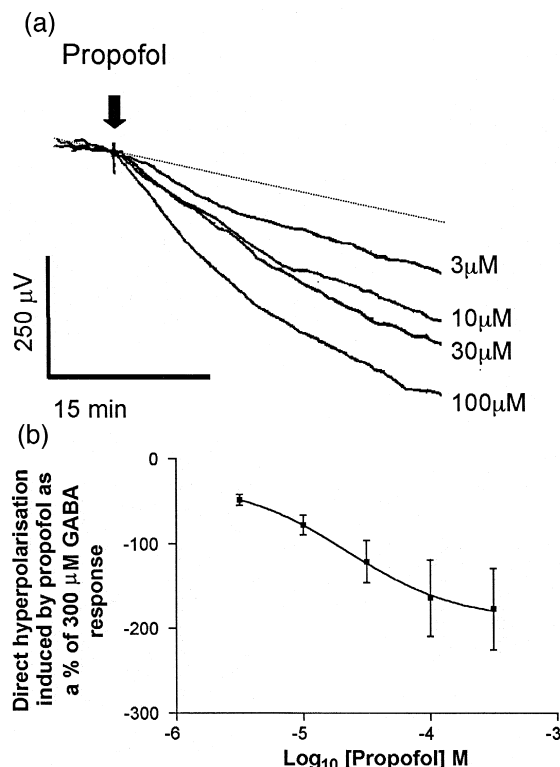 (a)
Propofol
3μM
10μM
30μM
100μM
250 μV
15 min
(b)
Direct hyperpolarisation
induced by propofol as
a % of 300 μM GABA
response
0
-100
-200
-300
-6
-5
-4
-3
Log₁₀ [Propofol] M